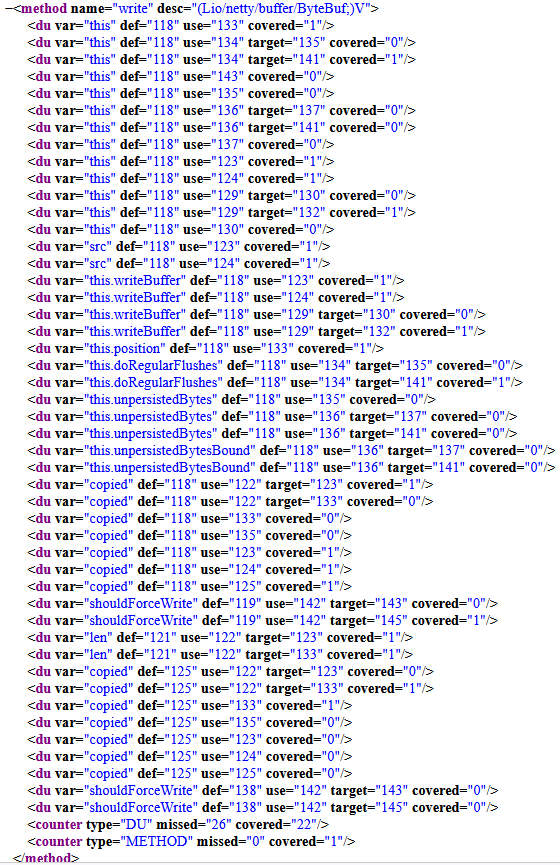 −<method name="write" desc="(Lio/netty/buffer/ByteBuf;)V">
<du var="this" def="118" use="133" covered="1"/>
<du var="this" def="118" use="134" target="135" covered="0"/>
<du var="this" def="118" use="134" target="141" covered="1"/>
<du var="this" def="118" use="143" covered="0"/>
<du var="this" def="118" use="135" covered="0"/>
<du var="this" def="118" use="136" target="137" covered="0"/>
<du var="this" def="118" use="136" target="141" covered="0"/>
<du var="this" def="118" use="137" covered="0"/>
<du var="this" def="118" use="123" covered="1"/>
<du var="this" def="118" use="124" covered="1"/>
<du var="this" def="118" use="129" target="130" covered="0"/>
<du var="this" def="118" use="129" target="132" covered="1"/>
<du var="this" def="118" use="130" covered="0"/>
<du var="src" def="118" use="123" covered="1"/>
<du var="src" def="118" use="124" covered="1"/>
<du var="this.writeBuffer" def="118" use="123" covered="1"/>
<du var="this.writeBuffer" def="118" use="124" covered="1"/>
<du var="this.writeBuffer" def="118" use="129" target="130" covered="0"/>
<du var="this.writeBuffer" def="118" use="129" target="132" covered="1"/>
<du var="this.position" def="118" use="133" covered="1"/>
<du var="this.doRegularFlushes" def="118" use="134" target="135" covered="0"/>
<du var="this.doRegularFlushes" def="118" use="134" target="141" covered="1"/>
<du var="this.unpersistedBytes" def="118" use="135" covered="0"/>
<du var="this.unpersistedBytes" def="118" use="136" target="137" covered="0"/>
<du var="this.unpersistedBytes" def="118" use="136" target="141" covered="0"/>
<du var="this.unpersistedBytesBound" def="118" use="136" target="137" covered="0"/>
<du var="this.unpersistedBytesBound" def="118" use="136" target="141" covered="0"/>
<du var="copied" def="118" use="122" target="123" covered="1"/>
<du var="copied" def="118" use="122" target="133" covered="0"/>
<du var="copied" def="118" use="133" covered="0"/>
<du var="copied" def="118" use="135" covered="0"/>
<du var="copied" def="118" use="123" covered="1"/>
<du var="copied" def="118" use="124" covered="1"/>
<du var="copied" def="118" use="125" covered="1"/>
<du var="shouldForceWrite" def="119" use="142" target="143" covered="0"/>
<du var="shouldForceWrite" def="119" use="142" target="145" covered="1"/>
<du var="len" def="121" use="122" target="123" covered="1"/>
<du var="len" def="121" use="122" target="133" covered="1"/>
<du var="copied" def="125" use="122" target="123" covered="0"/>
<du var="copied" def="125" use="122" target="133" covered="1"/>
<du var="copied" def="125" use="133" covered="1"/>
<du var="copied" def="125" use="135" covered="0"/>
<du var="copied" def="125" use="123" covered="0"/>
<du var="copied" def="125" use="124" covered="0"/>
<du var="copied" def="125" use="125" covered="0"/>
<du var="shouldForceWrite" def="138" use="142" target="143" covered="0"/>
<du var="shouldForceWrite" def="138" use="142" target="145" covered="0"/>
<counter type="DU" missed="26" covered="22"/>
<counter type="METHOD" missed="0" covered="1"/>
</method>